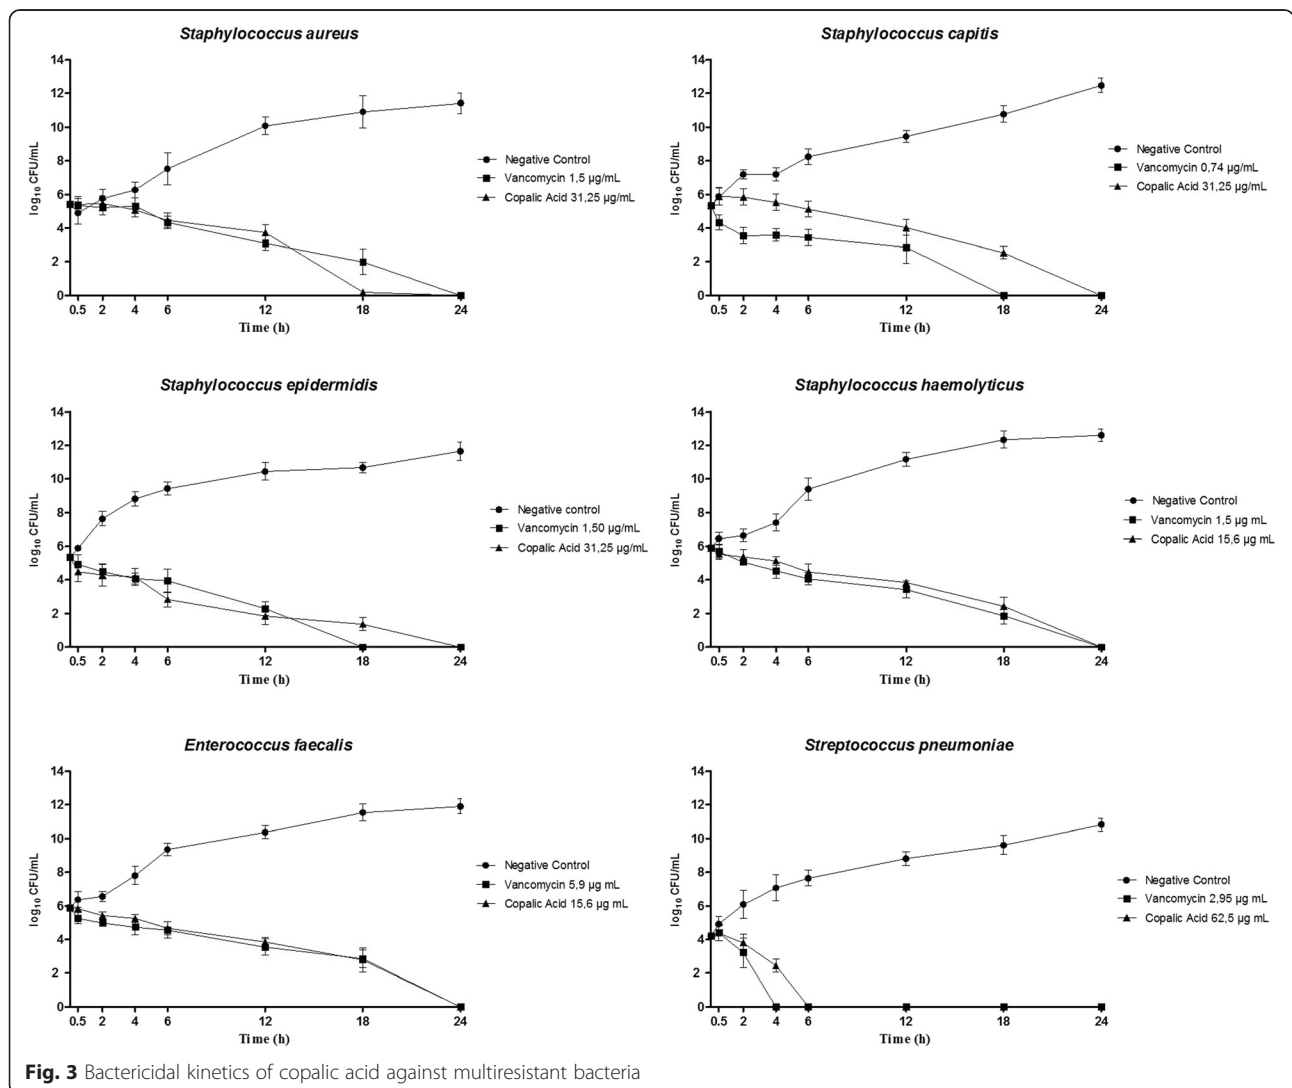 Staphylococcus aureus
14
12
10
8
6
4
2
0
log10 CFU/mL
0.5 2 4 6 12 18 24
Time (h)
Negative Control
Vancomycin 1,5 µg/mL
Copalic Acid 31,25 µg/mL
Staphylococcus capitis
14
12
10
8
6
4
2
0
log10 CFU/mL
0.5 2 4 6 12 18 24
Time (h)
Negative Control
Vancomycin 0,74 µg/mL
Copalic Acid 31,25 µg/mL
Staphylococcus epidermidis
14
12
10
8
6
4
2
0
log10 CFU/mL
0.5 2 4 6 12 18 24
Time (h)
Negative control
Vancomycin 1,50 µg/mL
Copalic Acid 31,25 µg/mL
Staphylococcus haemolyticus
14
12
10
8
6
4
2
0
log10 CFU/mL
0.5 2 4 6 12 18 24
Time (h)
Negative Control
Vancomycin 1,5 µg mL
Copalic Acid 15,6 µg mL
Enterococcus faecalis
14
12
10
8
6
4
2
0
log10 CFU/mL
0.5 2 4 6 12 18 24
Time (h)
Negative Control
Vancomycin 5,9 µg mL
Copalic Acid 15,6 µg mL
Streptococcus pneumoniae
14
12
10
8
6
4
2
0
log10 CFU/mL
0.5 2 4 6 12 18 24
Time (h)
Negative Control
Vancomycin 2,95 µg mL
Copalic Acid 62,5 µg mL
Fig. 3 Bactericidal kinetics of copalic acid against multiresistant bacteria